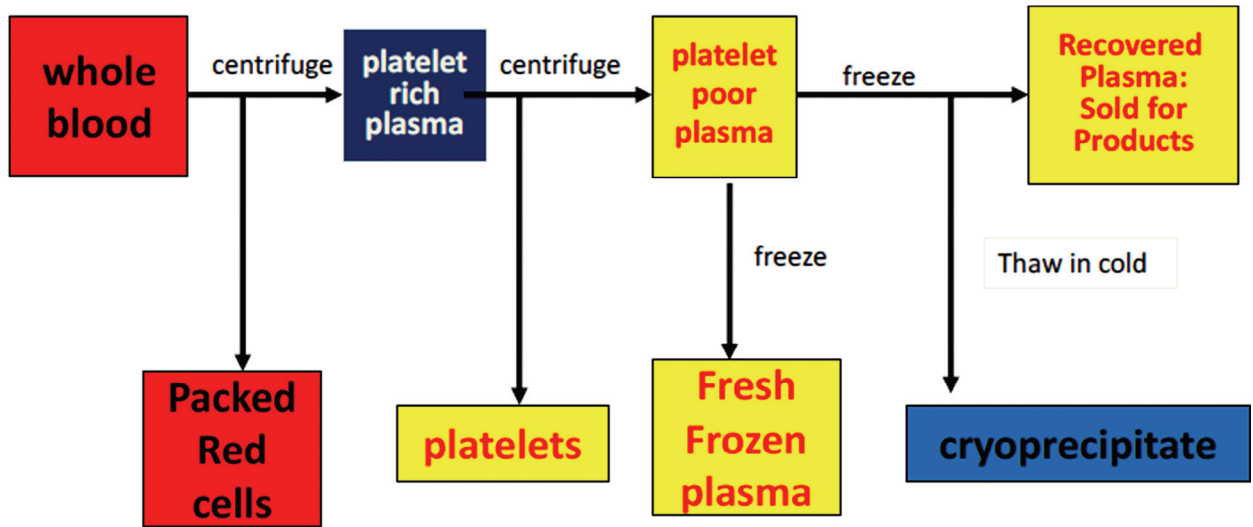 whole
blood
centrifuge
platelet
rich
plasma
centrifuge
platelet
poor
plasma
freeze
Recovered
Plasma:
Sold for
Products
freeze
Thaw in cold
Packed
Red
cells
platelets
Fresh
Frozen
plasma
cryoprecipitate